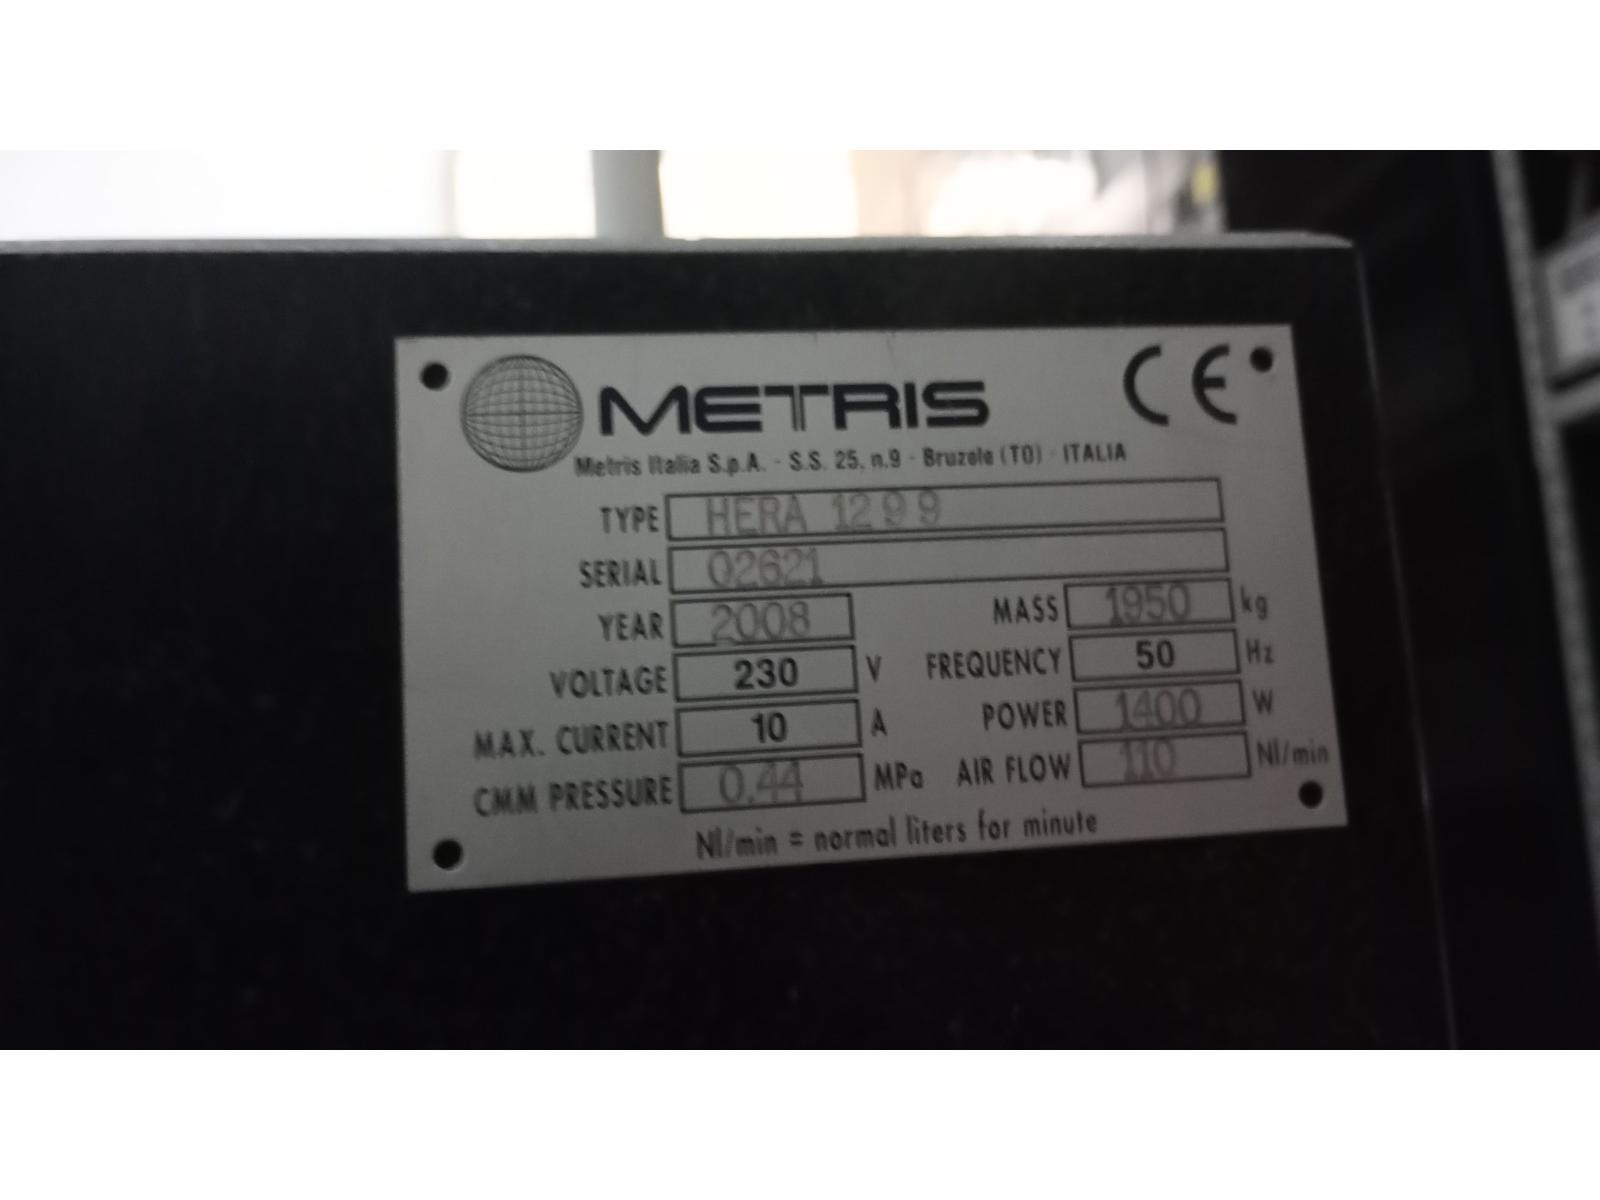 METRIS CE
Metris Italia S.p.A. - S.S. 25, n.9 - Bruzolo (TO) - ITALIA
TYPE HERA 12 9 9
SERIAL 02621
YEAR 2008 MASS 1950 kg
VOLTAGE 230 V FREQUENCY 50 Hz
MAX. CURRENT 10 A POWER 1400 W
CMM PRESSURE 0.44 MPa AIR FLOW 110 Nl/min
Nl/min = normal liters for minute